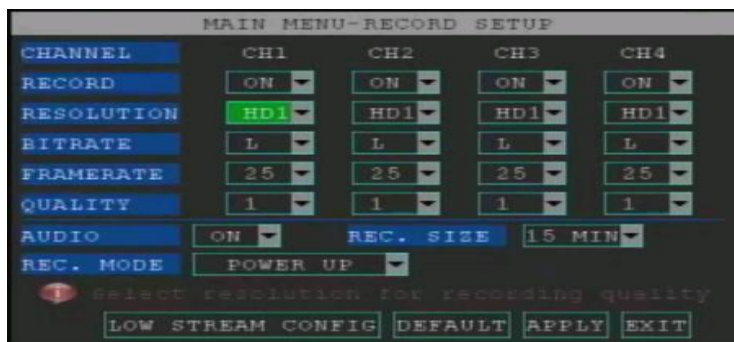 MAIN MENU-RECORD SETUP
CHANNEL CH1 CH2 CH3 CH4
RECORD ON ON ON ON
RESOLUTION HD1 HD1 HD1 HD1
BITRATE L L L L
FRAMERATE 25 25 25 25
QUALITY 1 1 1 1
AUDIO ON REC. SIZE 15 MIN
REC. MODE POWER UP
Select resolution for recording quality
LOW STREAM CONFIG DEFAULT APPLY EXIT